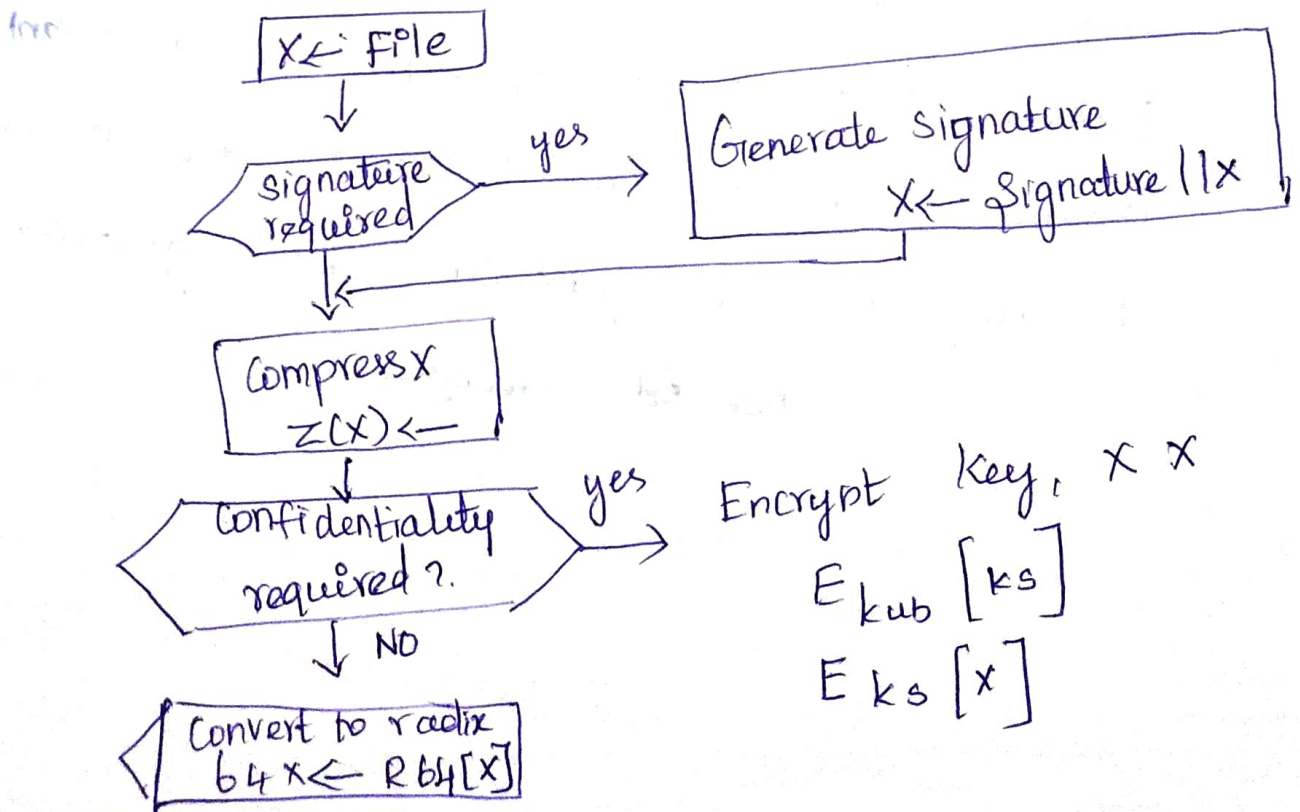 X← File
yes
Signature
required
Generate Signature
X← Signature ||X
Compress X
Z(X) ←
Confidentiality
required ?.
yes
NO
Encrypt Key, X X
E kub [ks]
E ks [x]
Convert to radix
64 X← R64[X]